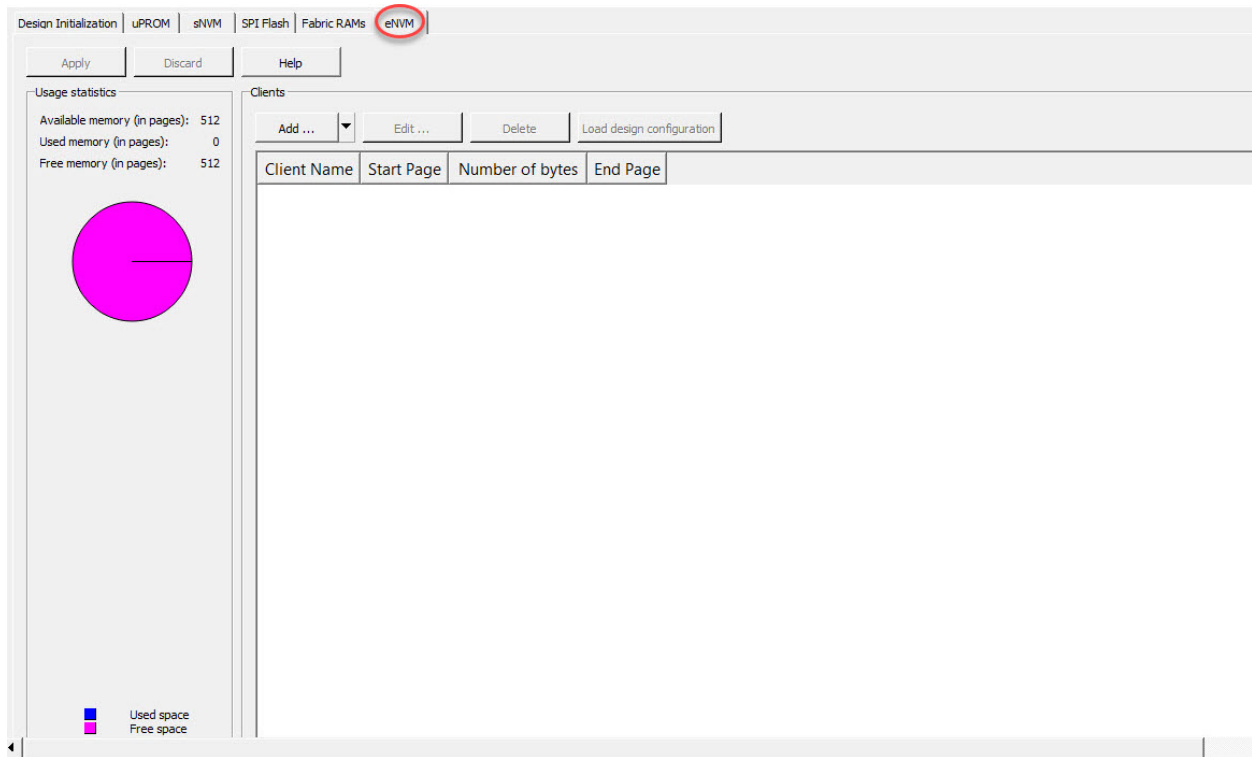 Design Initialization uPROM sNVM SPI Flash Fabric RAMs eNVM
Apply Discard Help
Usage statistics
Available memory (in pages): 512
Used memory (in pages): 0
Free memory (in pages): 512
Used space
Free space
Clients
Add ... Edit ... Delete Load design configuration
Client Name Start Page Number of bytes End Page